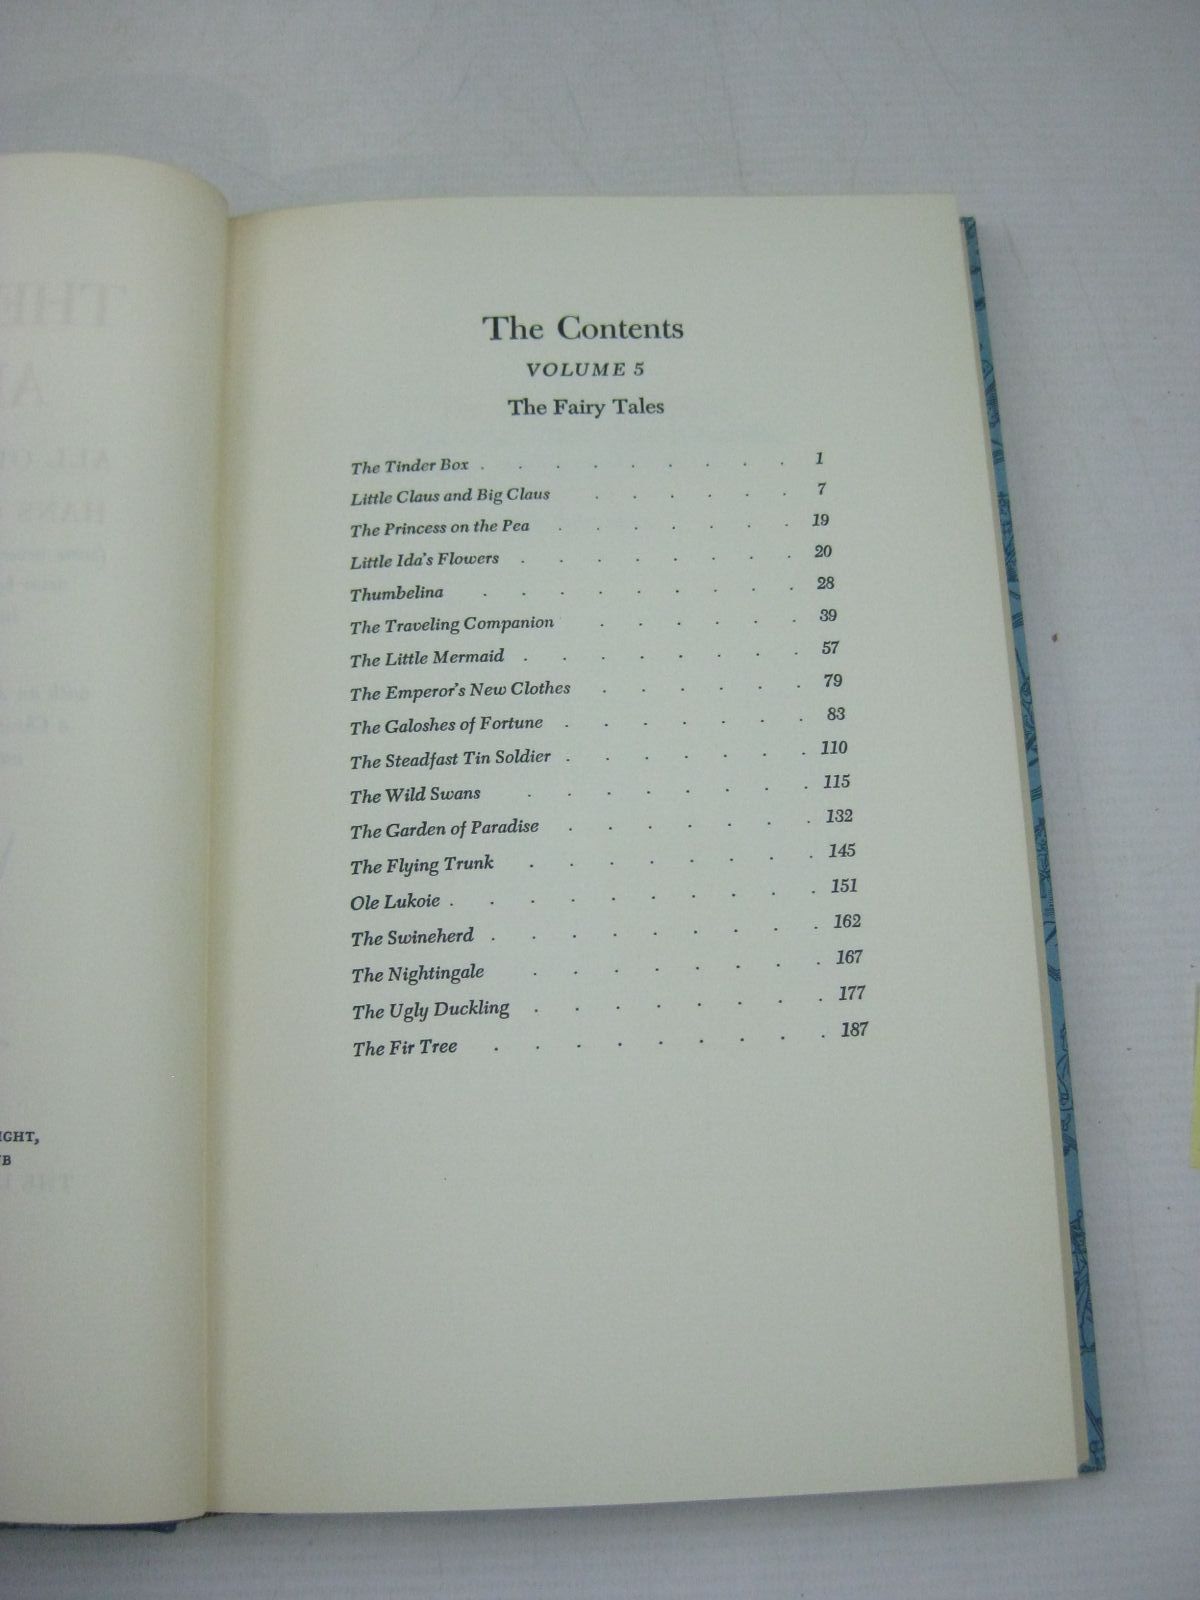 The Contents
VOLUME 5
The Fairy Tales
The Tinder Box . . . . . . . . . 1
Little Claus and Big Claus . . . . . . 7
The Princess on the Pea . . . . . . . 19
Little Ida's Flowers . . . . . . . . 20
Thumbelina . . . . . . . . . 28
The Traveling Companion . . . . . . 39
The Little Mermaid . . . . . . . . 57
The Emperor's New Clothes . . . . . . 79
The Galoshes of Fortune . . . . . . . 83
The Steadfast Tin Soldier . . . . . . . 110
The Wild Swans . . . . . . . . 115
The Garden of Paradise . . . . . . . 132
The Flying Trunk . . . . . . . . 145
Ole Lukoie . . . . . . . . . . 151
The Swineherd . . . . . . . . . 162
The Nightingale . . . . . . . . 167
The Ugly Duckling . . . . . . . . 177
The Fir Tree . . . . . . . . . 187
IGHT,
UB